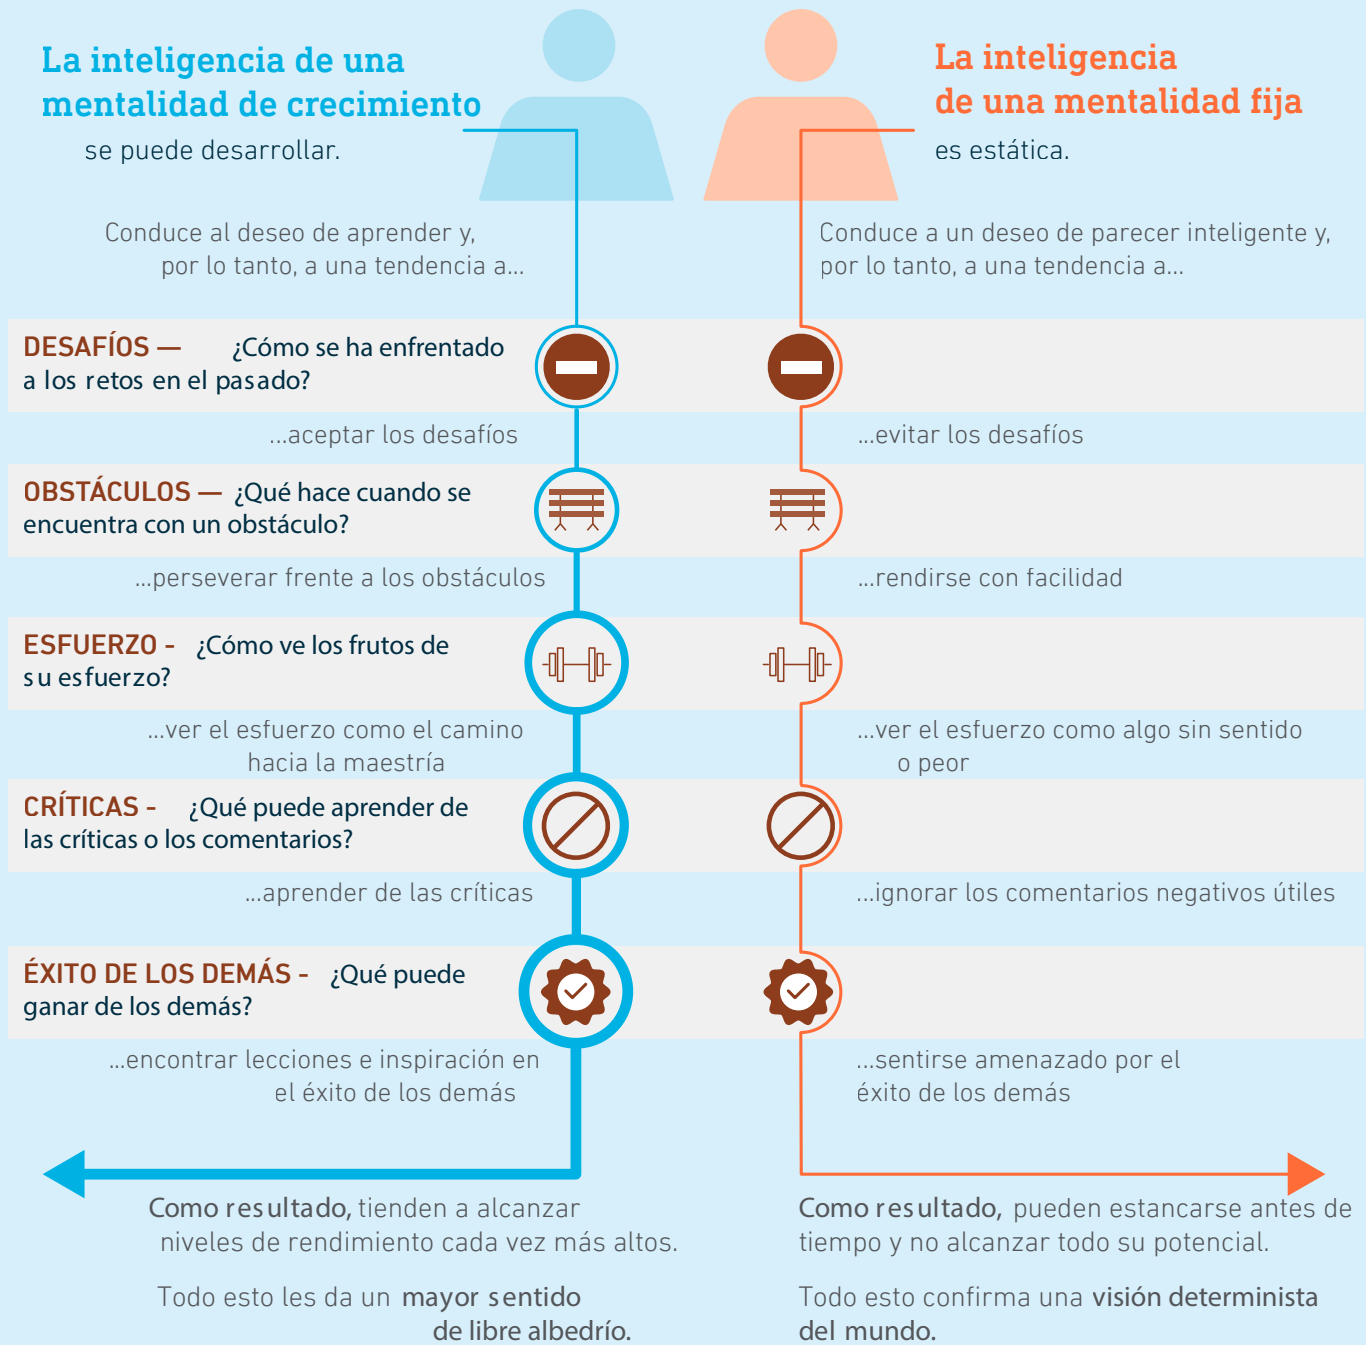 La inteligencia de una
mentalidad de crecimiento
se puede desarrollar.
La inteligencia
de una mentalidad fija
es estática.
Conduce al deseo de aprender y,
por lo tanto, a una tendencia a...
Conduce a un deseo de parecer inteligente y,
por lo tanto, a una tendencia a...
DESAFÍOS — ¿Cómo se ha enfrentado
a los retos en el pasado?
...aceptar los desafíos
...evitar los desafíos
OBSTÁCULOS — ¿Qué hace cuando se
encuentra con un obstáculo?
...perseverar frente a los obstáculos
...rendirse con facilidad
ESFUERZO - ¿Cómo ve los frutos de
su esfuerzo?
...ver el esfuerzo como el camino
hacia la maestría
...ver el esfuerzo como algo sin sentido
o peor
CRÍTICAS - ¿Qué puede aprender de
las críticas o los comentarios?
...aprender de las críticas
...ignorar los comentarios negativos útiles
ÉXITO DE LOS DEMÁS - ¿Qué puede
ganar de los demás?
...encontrar lecciones e inspiración en
el éxito de los demás
...sentirse amenazado por el
éxito de los demás
Como resultado, tienden a alcanzar
niveles de rendimiento cada vez más altos.
Todo esto les da un mayor sentido
de libre albedrío.
Como resultado, pueden estancarse antes de
tiempo y no alcanzar todo su potencial.
Todo esto confirma una visión determinista
del mundo.